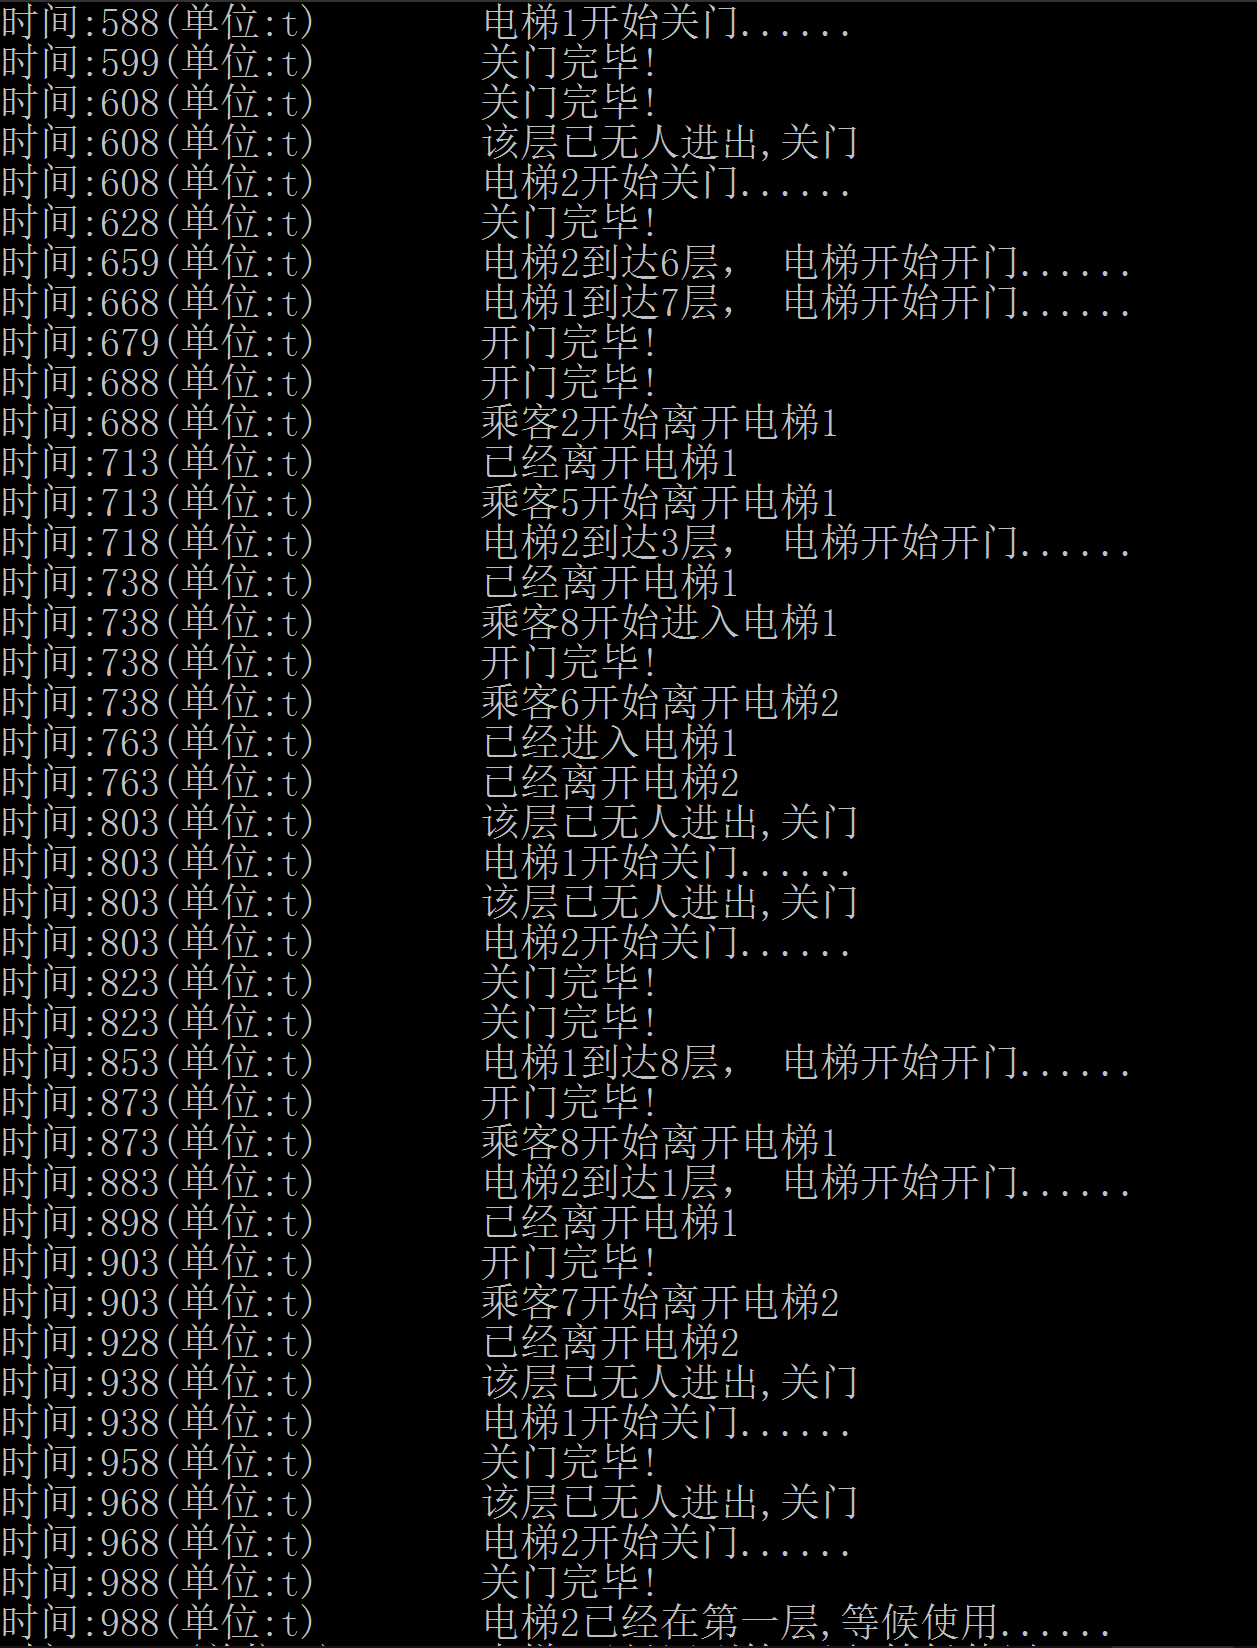 时间:588(单位:t) 电梯1开始关门......
时间:599(单位:t) 关门完毕!
时间:608(单位:t) 关门完毕!
时间:608(单位:t) 该层已无人进出,关门
时间:608(单位:t) 电梯2开始关门......
时间:628(单位:t) 关门完毕!
时间:659(单位:t) 电梯2到达6层, 电梯开始开门......
时间:668(单位:t) 电梯1到达7层, 电梯开始开门......
时间:679(单位:t) 开门完毕!
时间:688(单位:t) 开门完毕!
时间:688(单位:t) 乘客2开始离开电梯1
时间:713(单位:t) 已经离开电梯1
时间:713(单位:t) 乘客5开始离开电梯1
时间:718(单位:t) 电梯2到达3层, 电梯开始开门......
时间:738(单位:t) 已经离开电梯1
时间:738(单位:t) 乘客8开始进入电梯1
时间:738(单位:t) 开门完毕!
时间:738(单位:t) 乘客6开始离开电梯2
时间:763(单位:t) 已经进入电梯1
时间:763(单位:t) 已经离开电梯2
时间:803(单位:t) 该层已无人进出,关门
时间:803(单位:t) 电梯1开始关门......
时间:803(单位:t) 该层已无人进出,关门
时间:803(单位:t) 电梯2开始关门......
时间:823(单位:t) 关门完毕!
时间:823(单位:t) 关门完毕!
时间:853(单位:t) 电梯1到达8层, 电梯开始开门......
时间:873(单位:t) 开门完毕!
时间:873(单位:t) 乘客8开始离开电梯1
时间:883(单位:t) 电梯2到达1层, 电梯开始开门......
时间:898(单位:t) 已经离开电梯1
时间:903(单位:t) 开门完毕!
时间:903(单位:t) 乘客7开始离开电梯2
时间:928(单位:t) 已经离开电梯2
时间:938(单位:t) 该层已无人进出,关门
时间:938(单位:t) 电梯1开始关门......
时间:958(单位:t) 关门完毕!
时间:968(单位:t) 该层已无人进出,关门
时间:968(单位:t) 电梯2开始关门......
时间:988(单位:t) 关门完毕!
时间:988(单位:t) 电梯2已经在第一层,等候使用......